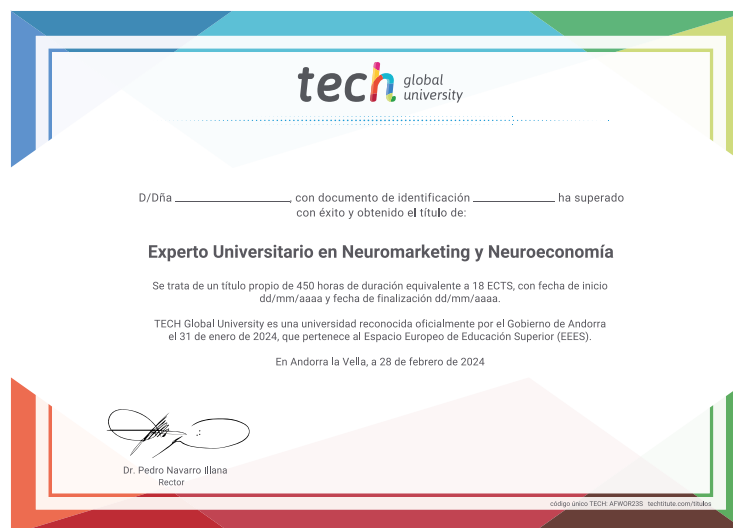 tech global university
D/Dña ____________________, con documento de identificación ______________ ha superado
con éxito y obtenido el título de:
Experto Universitario en Neuromarketing y Neuroeconomía
Se trata de un título propio de 450 horas de duración equivalente a 18 ECTS, con fecha de inicio
dd/mm/aaaa y fecha de finalización dd/mm/aaaa.
TECH Global University es una universidad reconocida oficialmente por el Gobierno de Andorra
el 31 de enero de 2024, que pertenece al Espacio Europeo de Educación Superior (EEES).
En Andorra la Vella, a 28 de febrero de 2024
Dr. Pedro Navarro Illana
Rector
código único TECH: AFWOR23S techtitute.com/titulos